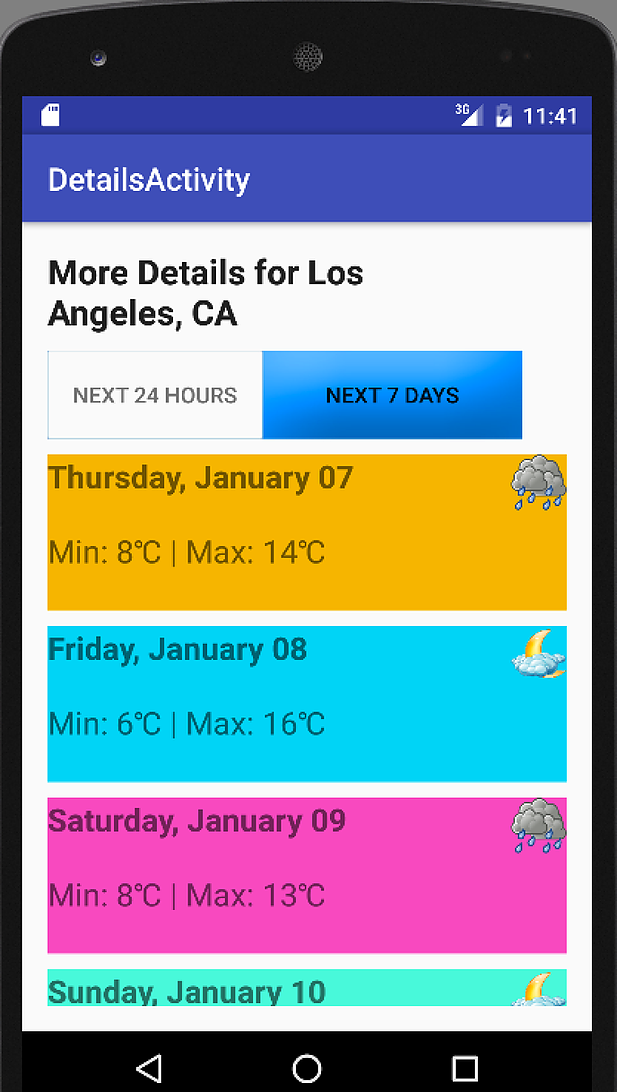 3G 11:41
DetailsActivity
More Details for Los
Angeles, CA
NEXT 24 HOURS NEXT 7 DAYS
Thursday, January 07
Min: 8℃ | Max: 14℃
Friday, January 08
Min: 6℃ | Max: 16℃
Saturday, January 09
Min: 8℃ | Max: 13℃
Sunday, January 10